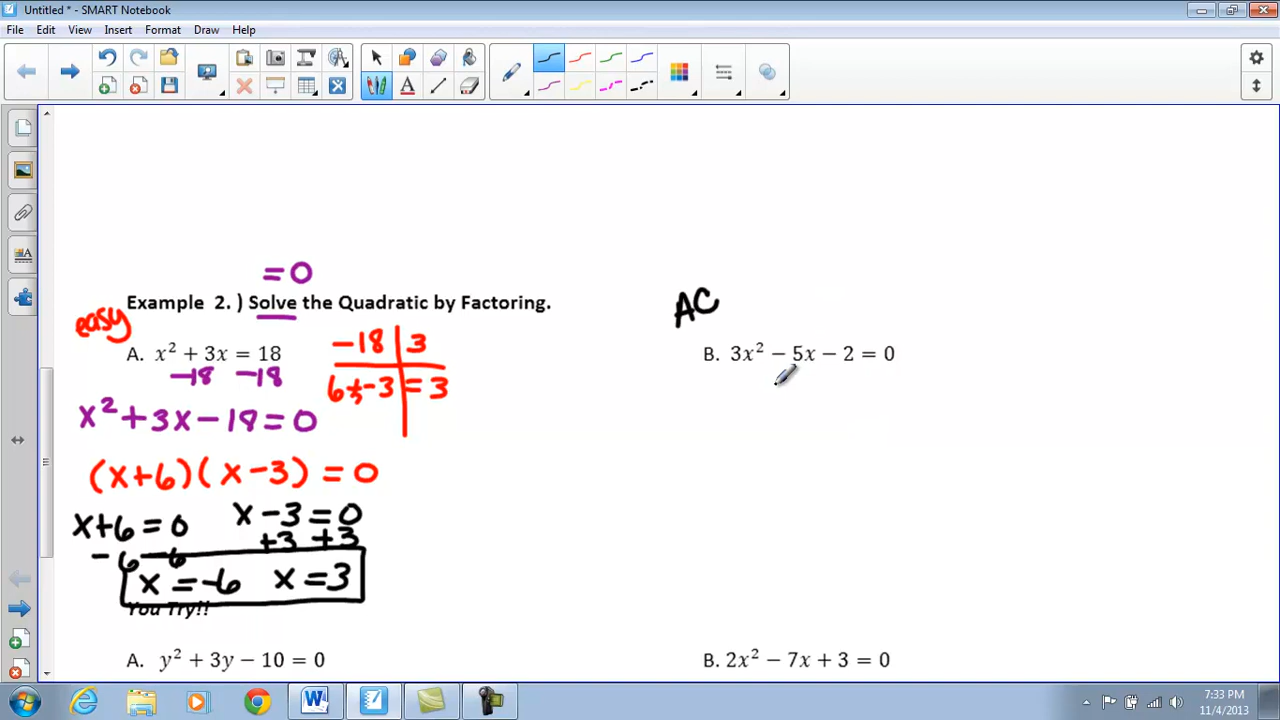 Untitled * - SMART Notebook
File Edit View Insert Format Draw Help
= 0
Example 2. ) Solve the Quadratic by Factoring.
easy
A. x² + 3x = 18
-18 -18
-18 | 3
6 + -3 = 3
x² + 3x - 18 = 0
(x+6)(x-3) = 0
x+6 = 0 x-3 = 0
-6 -6 +3 +3
x = -6 x = 3
AC
B. 3x² − 5x − 2 = 0
You Try!!
A. y² + 3y − 10 = 0
B. 2x² − 7x + 3 = 0
7:33 PM
11/4/2013